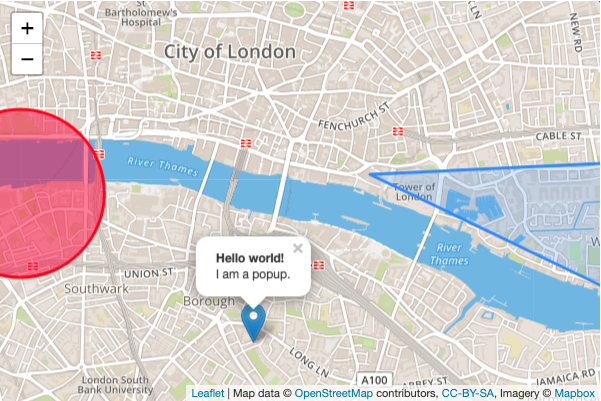 St
Bartholomew's
Hospital
+
−
City of London
NEW RD
FENCHURCH ST
CABLE ST
River Thames
Tower of
London
River
Thames
W
Hello world!
I am a popup.
×
UNION ST
Southwark
Borough
LONG LN
A100
ABBEY ST
JAMAICA RD
London South
Bank University
Leaflet | Map data © OpenStreetMap contributors, CC-BY-SA, Imagery © Mapbox